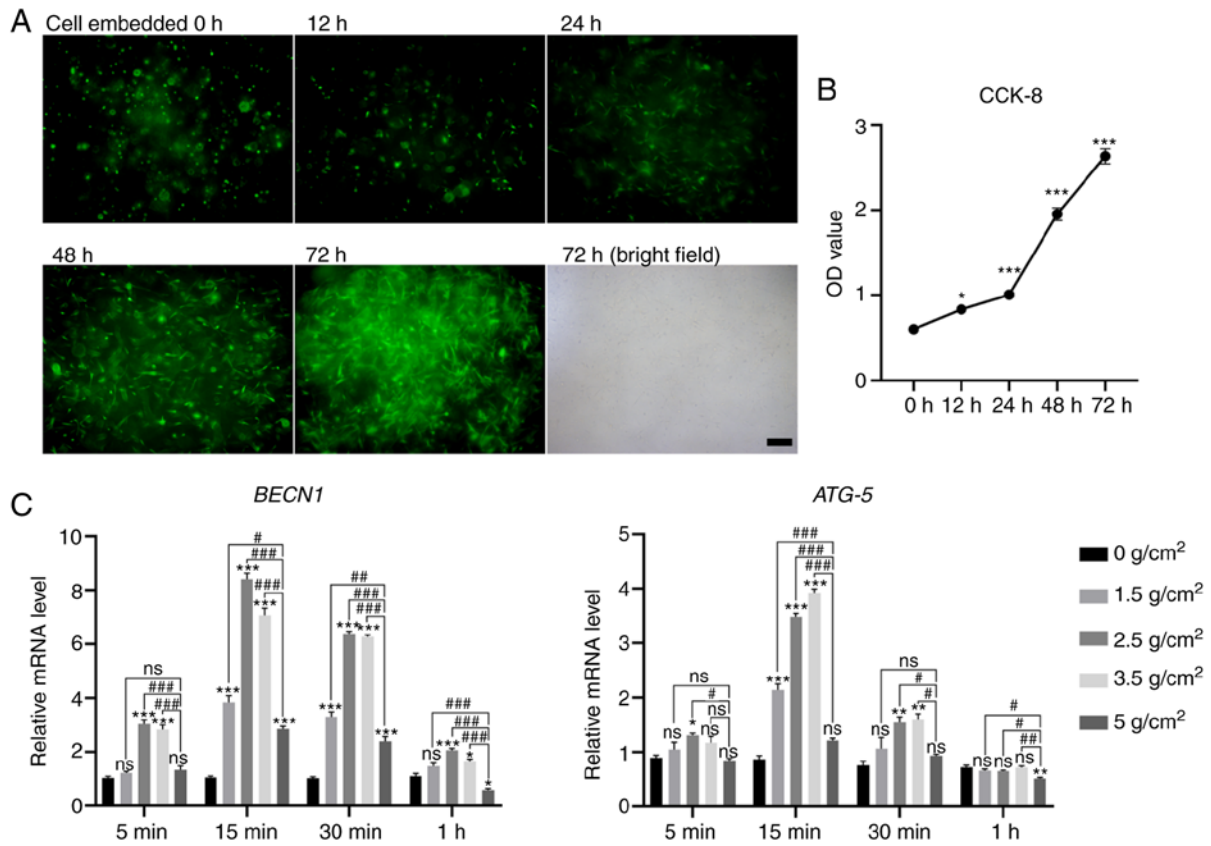 A
Cell embedded 0 h
12 h
24 h
48 h
72 h
72 h (bright field)
B
CCK-8
OD value
3
2
1
0
*
***
***
***
0 h 12 h 24 h 48 h 72 h
C
BECN1
Relative mRNA level
10
8
6
4
2
0
ns
###
###
ns
***
***
ns
#
###
###
***
***
***
***
##
###
###
***
***
***
***
###
###
###
ns
***
*
*
5 min 15 min 30 min 1 h
ATG-5
Relative mRNA level
5
4
3
2
1
0
ns
#
ns
ns
*
ns
ns
###
###
###
***
***
***
ns
ns
#
#
ns
**
**
ns
#
#
##
ns
ns
ns
**
5 min 15 min 30 min 1 h
0 g/cm²
1.5 g/cm²
2.5 g/cm²
3.5 g/cm²
5 g/cm²